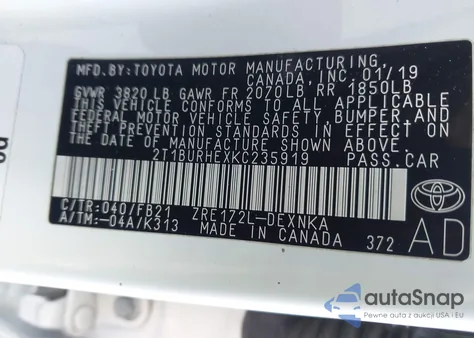 MFD.BY: TOYOTA MOTOR MANUFACTURING,
CANADA, INC. 01/19
GVWR 3820 LB GAWR FR 2070LB RR 1850LB
THIS VEHICLE CONFORMS TO ALL APPLICABLE
FEDERAL MOTOR VEHICLE SAFETY, BUMPER, AND
THEFT PREVENTION STANDARDS IN EFFECT ON
THE DATE OF MANUFACTURE SHOWN ABOVE.
2T1BURHEXKC235919 PASS.CAR
C/TR:040/FB21 ZRE172L-DEXNKA
A/TM:-04A/K313 MADE IN CANADA 372
TOYOTA
AD
autoSnap
Pojazdy z aukcji USA i EU